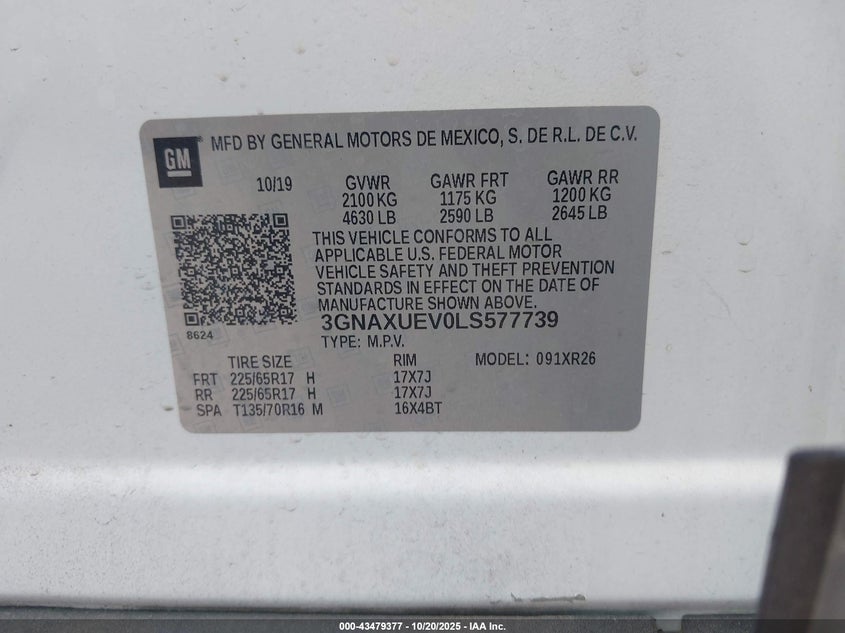 GM
MFD BY GENERAL MOTORS DE MEXICO, S. DE R.L. DE C.V.
10/19 GVWR GAWR FRT GAWR RR
2100 KG 1175 KG 1200 KG
4630 LB 2590 LB 2645 LB
THIS VEHICLE CONFORMS TO ALL
APPLICABLE U.S. FEDERAL MOTOR
VEHICLE SAFETY AND THEFT PREVENTION
STANDARDS IN EFFECT ON THE DATE OF
MANUFACTURE SHOWN ABOVE.
3GNAXUEV0LS577739
8624
TYPE: M.P.V.
TIRE SIZE RIM MODEL: 091XR26
FRT 225/65R17 H 17X7J
RR 225/65R17 H 17X7J
SPA T135/70R16 M 16X4BT
000-43479377 - 10/20/2025 - IAA Inc.